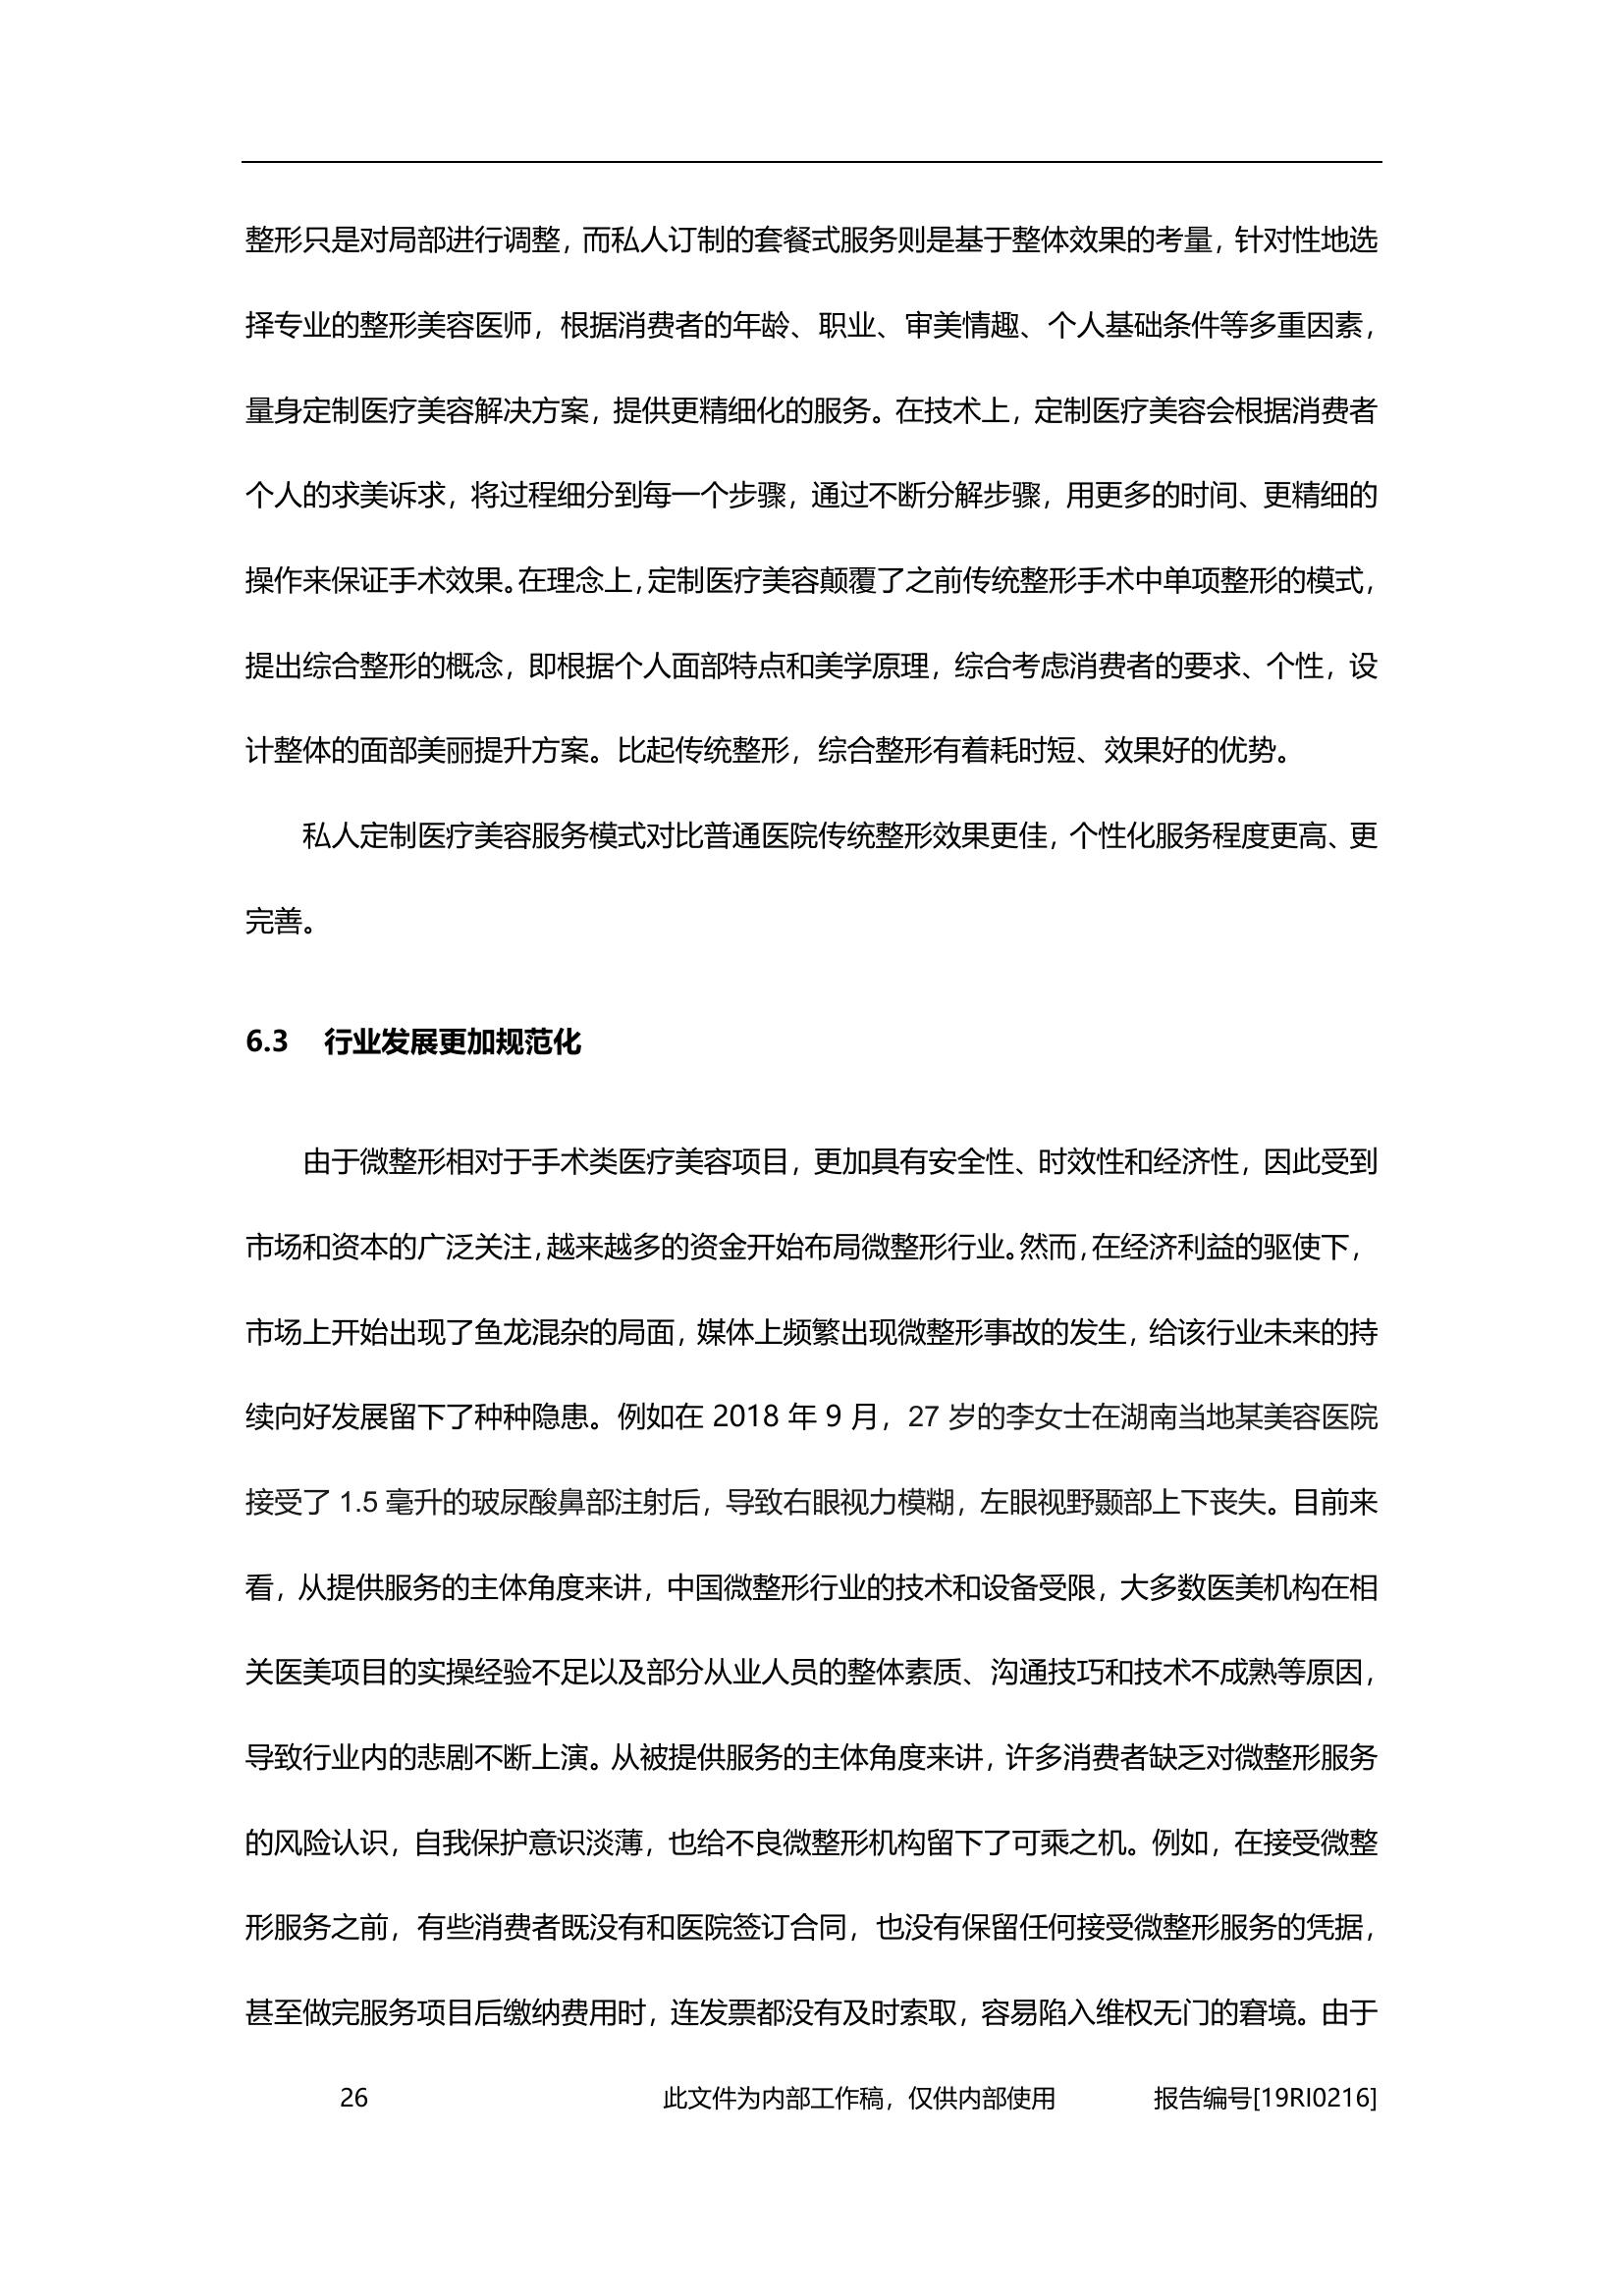 整形只是对局部进行调整，而私人订制的套餐式服务则是基于整体效果的考量，针对性地选
择专业的整形美容医师，根据消费者的年龄、职业、审美情趣、个人基础条件等多重因素，
量身定制医疗美容解决方案，提供更精细化的服务。在技术上，定制医疗美容会根据消费者
个人的求美诉求，将过程细分到每一个步骤，通过不断分解步骤，用更多的时间、更精细的
操作来保证手术效果。在理念上，定制医疗美容颠覆了之前传统整形手术中单项整形的模式，
提出综合整形的概念，即根据个人面部特点和美学原理，综合考虑消费者的要求、个性，设
计整体的面部美丽提升方案。比起传统整形，综合整形有着耗时短、效果好的优势。
私人定制医疗美容服务模式对比普通医院传统整形效果更佳，个性化服务程度更高、更
完善。
6.3 行业发展更加规范化
由于微整形相对于手术类医疗美容项目，更加具有安全性、时效性和经济性，因此受到
市场和资本的广泛关注，越来越多的资金开始布局微整形行业。然而，在经济利益的驱使下，
市场上开始出现了鱼龙混杂的局面，媒体上频繁出现微整形事故的发生，给该行业未来的持
续向好发展留下了种种隐患。例如在 2018 年 9 月，27 岁的李女士在湖南当地某美容医院
接受了 1.5 毫升的玻尿酸鼻部注射后，导致右眼视力模糊，左眼视野颞部上下丧失。目前来
看，从提供服务的主体角度来讲，中国微整形行业的技术和设备受限，大多数医美机构在相
关医美项目的实操经验不足以及部分从业人员的整体素质、沟通技巧和技术不成熟等原因，
导致行业内的悲剧不断上演。从被提供服务的主体角度来讲，许多消费者缺乏对微整形服务
的风险认识，自我保护意识淡薄，也给不良微整形机构留下了可乘之机。例如，在接受微整
形服务之前，有些消费者既没有和医院签订合同，也没有保留任何接受微整形服务的凭据，
甚至做完服务项目后缴纳费用时，连发票都没有及时索取，容易陷入维权无门的窘境。由于
26 此文件为内部工作稿，仅供内部使用 报告编号[19RI0216]